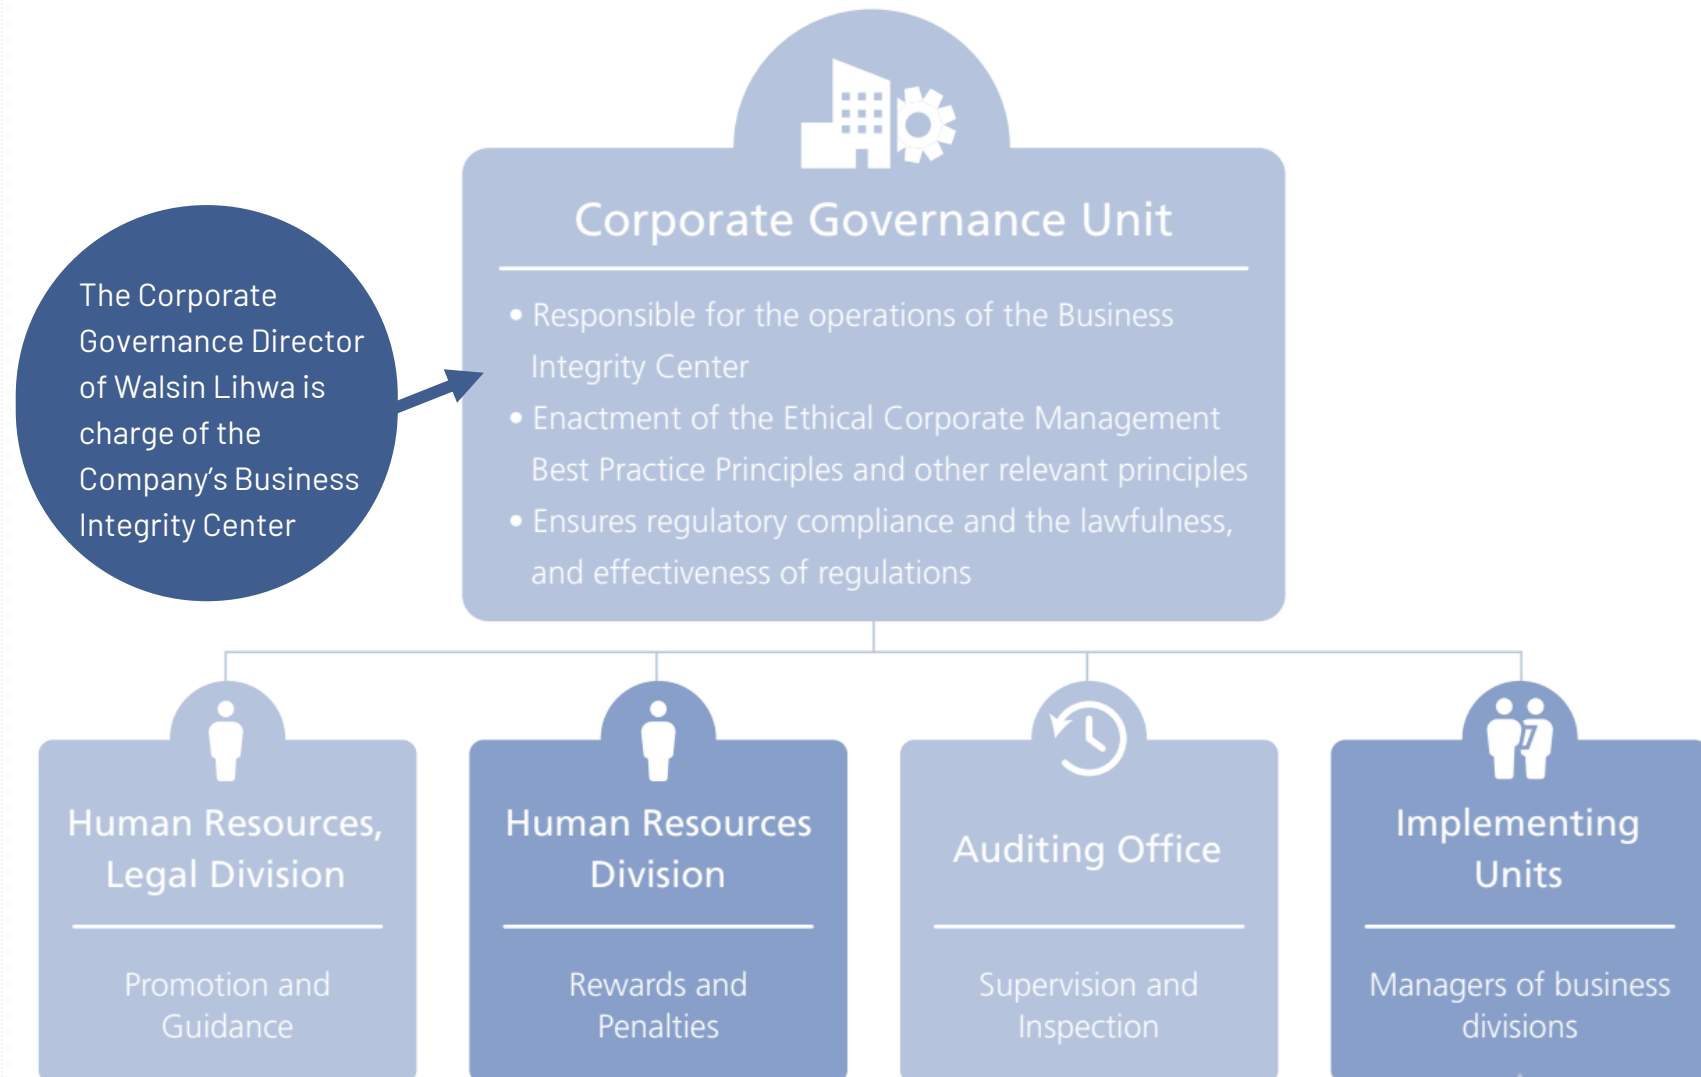 Corporate Governance Unit
• Responsible for the operations of the Business
Integrity Center
• Enactment of the Ethical Corporate Management
Best Practice Principles and other relevant principles
• Ensures regulatory compliance and the lawfulness,
and effectiveness of regulations
The Corporate
Governance Director
of Walsin Lihwa is
charge of the
Company’s Business
Integrity Center
Human Resources,
Legal Division
Promotion and
Guidance
Human Resources
Division
Rewards and
Penalties
Auditing Office
Supervision and
Inspection
Implementing
Units
Managers of business
divisions